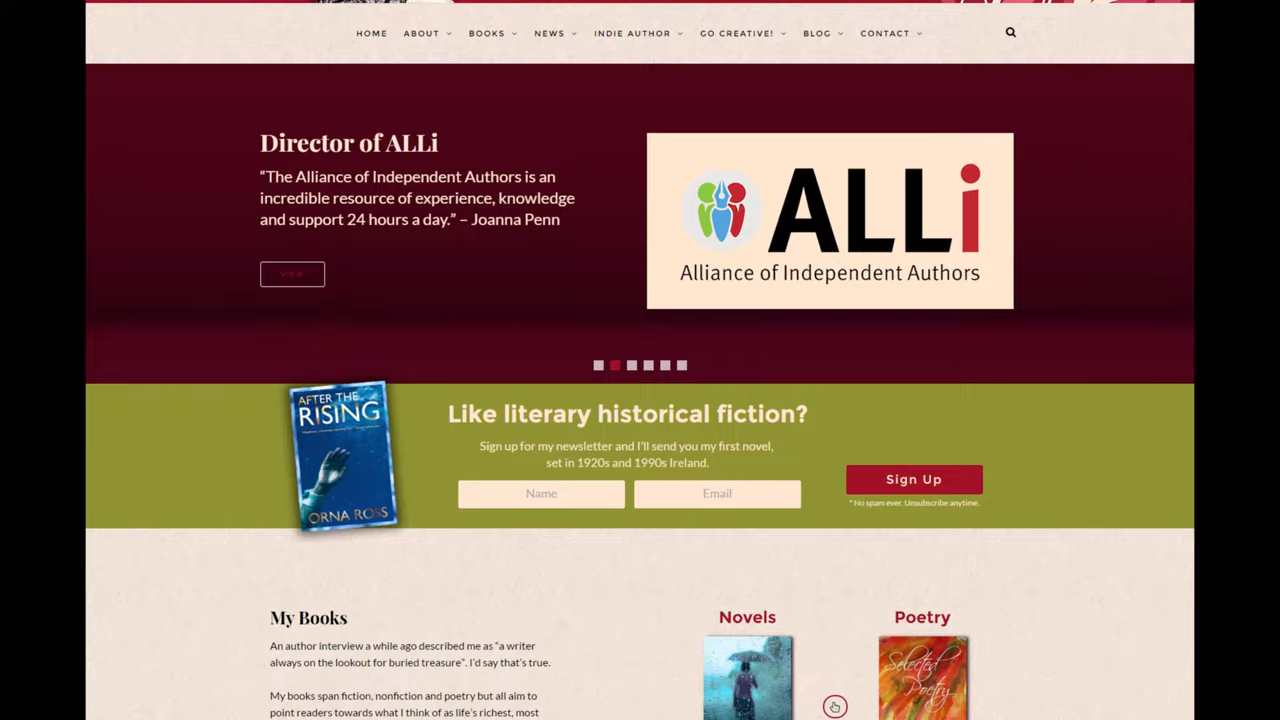 HOME ABOUT BOOKS NEWS INDIE AUTHOR GO CREATIVE! BLOG CONTACT
Director of ALLi
“The Alliance of Independent Authors is an
incredible resource of experience, knowledge
and support 24 hours a day.” – Joanna Penn
VIEW
ALLi
Alliance of Independent Authors
AFTER THE
RISING
ORNA ROSS
Like literary historical fiction?
Sign up for my newsletter and I'll send you my first novel,
set in 1920s and 1990s Ireland.
Name
Email
Sign Up
* No spam ever. Unsubscribe anytime.
My Books
An author interview a while ago described me as “a writer
always on the lookout for buried treasure”. I'd say that's true.
My books span fiction, nonfiction and poetry but all aim to
point readers towards what I think of as life's richest, most
Novels
Poetry
Selected
Poetry